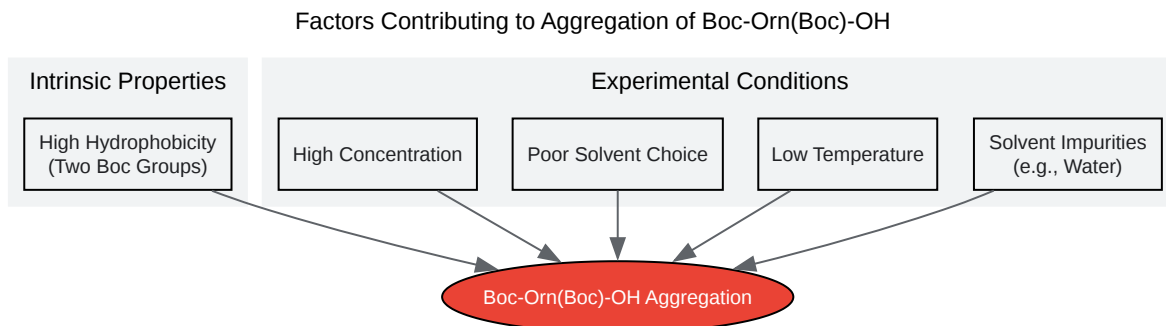 Factors Contributing to Aggregation of Boc-Orn(Boc)-OH
Intrinsic Properties
Experimental Conditions
High Hydrophobicity
(Two Boc Groups)
High Concentration
Poor Solvent Choice
Low Temperature
Solvent Impurities
(e.g., Water)
Boc-Orn(Boc)-OH Aggregation